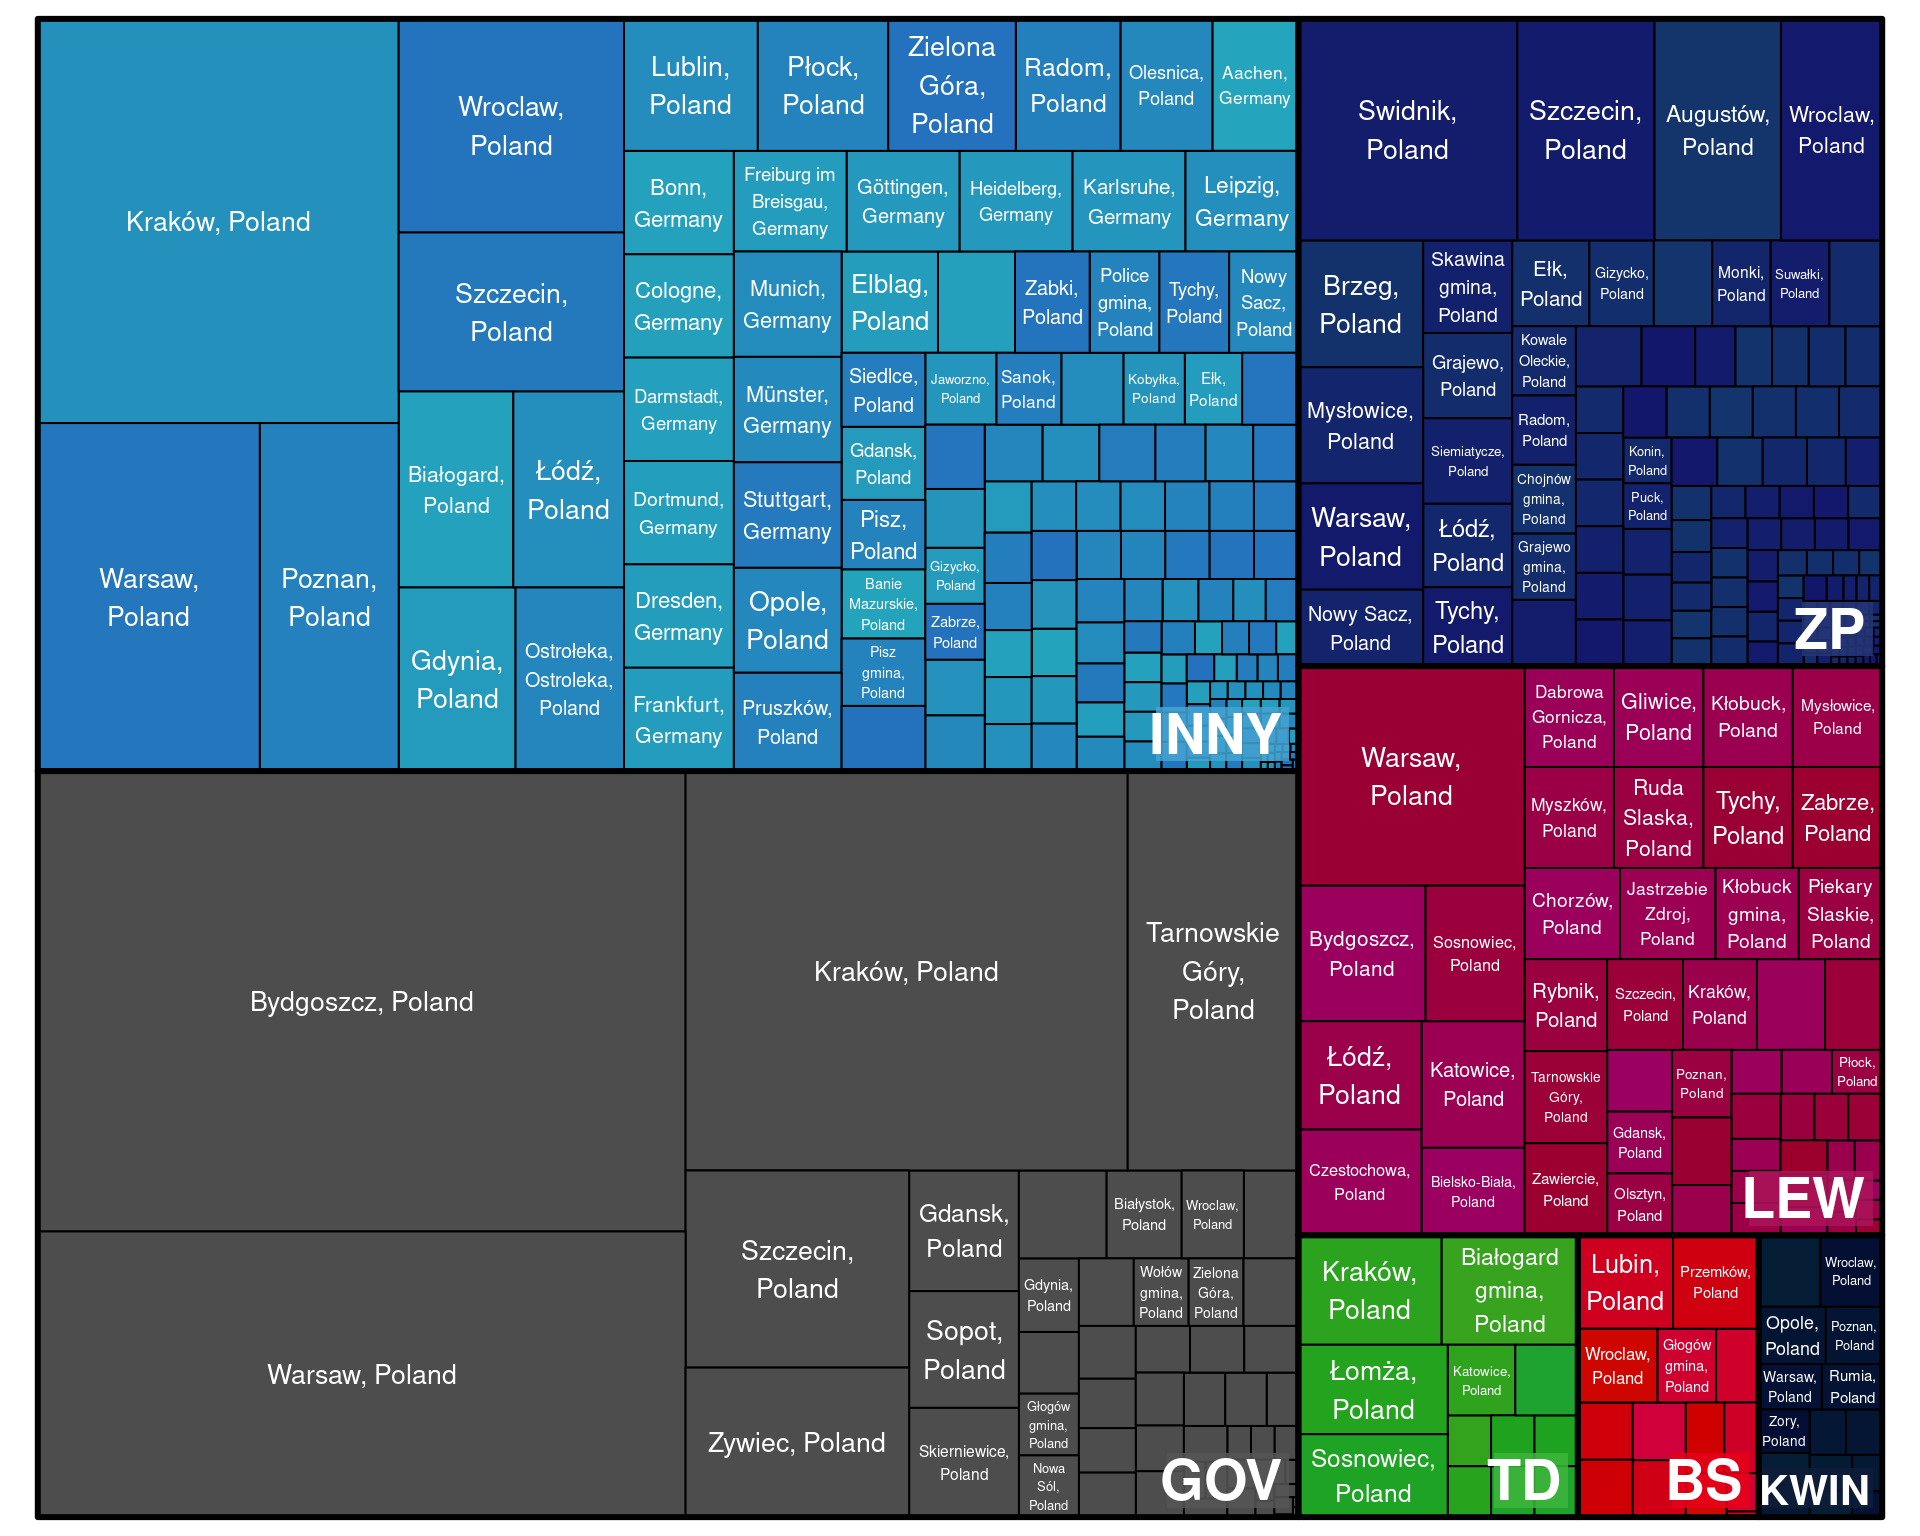 Kraków, Poland
Wroclaw,
Poland
Szczecin,
Poland
Warsaw,
Poland
Poznan,
Poland
Białogard,
Poland
Łódź,
Poland
Gdynia,
Poland
Ostrołeka,
Ostroleka,
Poland
Lublin,
Poland
Płock,
Poland
Zielona
Góra,
Poland
Radom,
Poland
Olesnica,
Poland
Aachen,
Germany
Bonn,
Germany
Freiburg im
Breisgau,
Germany
Göttingen,
Germany
Heidelberg,
Germany
Karlsruhe,
Germany
Leipzig,
Germany
Cologne,
Germany
Munich,
Germany
Elblag,
Poland
Zabki,
Poland
Police
gmina,
Poland
Tychy,
Poland
Nowy
Sacz,
Poland
Darmstadt,
Germany
Münster,
Germany
Siedlce,
Poland
Jaworzno,
Poland
Sanok,
Poland
Kobyłka,
Poland
Ełk,
Poland
Gdansk,
Poland
Dortmund,
Germany
Stuttgart,
Germany
Pisz,
Poland
Gizycko,
Poland
Dresden,
Germany
Opole,
Poland
Banie
Mazurskie,
Poland
Zabrze,
Poland
Pisz
gmina,
Poland
Frankfurt,
Germany
Pruszków,
Poland
INNY
Swidnik,
Poland
Szczecin,
Poland
Augustów,
Poland
Wroclaw,
Poland
Brzeg,
Poland
Skawina
gmina,
Poland
Ełk,
Poland
Gizycko,
Poland
Monki,
Poland
Suwałki,
Poland
Grajewo,
Poland
Kowale
Oleckie,
Poland
Mysłowice,
Poland
Siemiatycze,
Poland
Radom,
Poland
Konin,
Poland
Chojnów
gmina,
Poland
Puck,
Poland
Warsaw,
Poland
Łódź,
Poland
Grajewo
gmina,
Poland
Nowy Sacz,
Poland
Tychy,
Poland
ZP
Bydgoszcz, Poland
Kraków, Poland
Tarnowskie
Góry,
Poland
Warsaw, Poland
Szczecin,
Poland
Zywiec, Poland
Gdansk,
Poland
Sopot,
Poland
Skierniewice,
Poland
Białystok,
Poland
Wroclaw,
Poland
Gdynia,
Poland
Wołów
gmina,
Poland
Zielona
Góra,
Poland
Głogów
gmina,
Poland
Nowa
Sól,
Poland
GOV
Warsaw,
Poland
Dabrowa
Gornicza,
Poland
Gliwice,
Poland
Kłobuck,
Poland
Mysłowice,
Poland
Myszków,
Poland
Ruda
Slaska,
Poland
Tychy,
Poland
Zabrze,
Poland
Bydgoszcz,
Poland
Sosnowiec,
Poland
Chorzów,
Poland
Jastrzebie
Zdroj,
Poland
Kłobuck
gmina,
Poland
Piekary
Slaskie,
Poland
Rybnik,
Poland
Szczecin,
Poland
Kraków,
Poland
Łódź,
Poland
Katowice,
Poland
Tarnowskie
Góry,
Poland
Poznan,
Poland
Płock,
Poland
Gdansk,
Poland
Czestochowa,
Poland
Bielsko-Biała,
Poland
Zawiercie,
Poland
Olsztyn,
Poland
LEW
Kraków,
Poland
Białogard
gmina,
Poland
Łomża,
Poland
Katowice,
Poland
Sosnowiec,
Poland
TD
Lubin,
Poland
Przemków,
Poland
Wroclaw,
Poland
Głogów
gmina,
Poland
BS
Wroclaw,
Poland
Opole,
Poland
Poznan,
Poland
Warsaw,
Poland
Rumia,
Poland
Zory,
Poland
KWIN